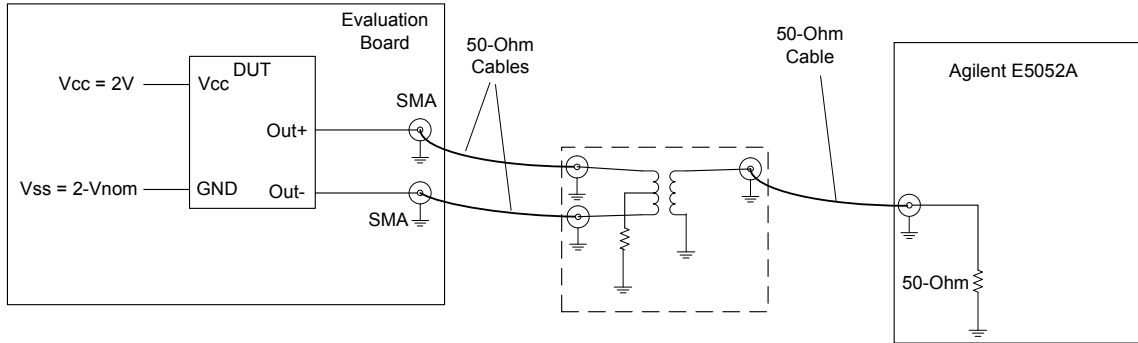 Evaluation
Board
DUT
Vcc = 2V
Vcc
Out+
Vss = 2-Vnom
GND
Out-
SMA
SMA
50-Ohm
Cables
50-Ohm
Cable
Agilent E5052A
50-Ohm